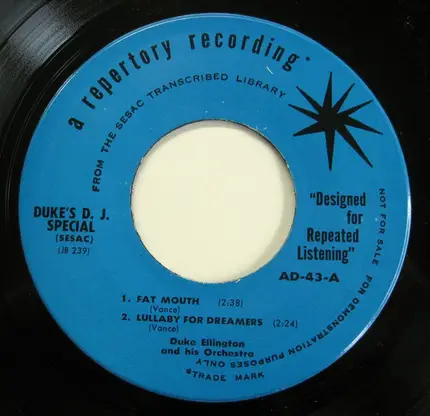 a repertory recording*
FROM THE SESAC TRANSCRIBED LIBRARY
DUKE'S D. J.
SPECIAL
(SESAC)
(JB 239)
"Designed
for
Repeated
Listening"
AD-43-A
1. FAT MOUTH (2:38)
(Vance)
2. LULLABY FOR DREAMERS (2:24)
(Vance)
Duke Ellington
and his Orchestra
NOT FOR SALE FOR DEMONSTRATION PURPOSES ONLY
*TRADE MARK